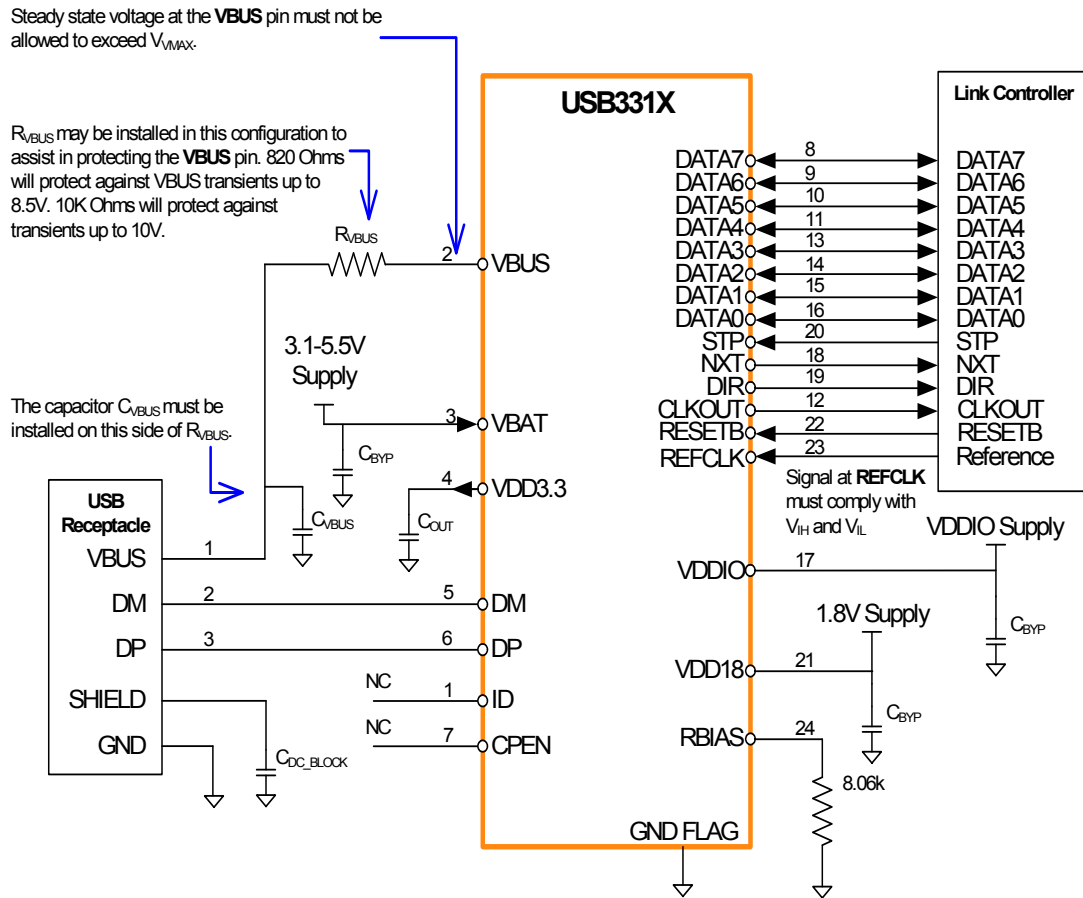 Steady state voltage at the VBUS pin must not be
allowed to exceed VVMAX.
RVBUS may be installed in this configuration to
assist in protecting the VBUS pin. 820 Ohms
will protect against VBUS transients up to
8.5V. 10K Ohms will protect against
transients up to 10V.
RVBUS
2
VBUS
3.1-5.5V
Supply
The capacitor CVBUS must be
installed on this side of RVBUS.
3
VBAT
CBYP
4
VDD3.3
CVBUS
COUT
USB
Receptacle
VBUS
1
DM
2
5
DM
DP
3
6
DP
SHIELD
NC
1
ID
GND
NC
7
CPEN
CDC_BLOCK
USB331X
Link Controller
DATA7
8
DATA7
DATA6
9
DATA6
DATA5
10
DATA5
DATA4
11
DATA4
DATA3
13
DATA3
DATA2
14
DATA2
DATA1
15
DATA1
DATA0
16
DATA0
STP
20
STP
NXT
18
NXT
DIR
19
DIR
CLKOUT
12
CLKOUT
RESETB
22
RESETB
REFCLK
23
Reference
Signal at REFCLK
must comply with
VIH and VIL
VDDIO Supply
VDDIO
17
CBYP
1.8V Supply
VDD18
21
CBYP
RBIAS
24
8.06k
GND FLAG